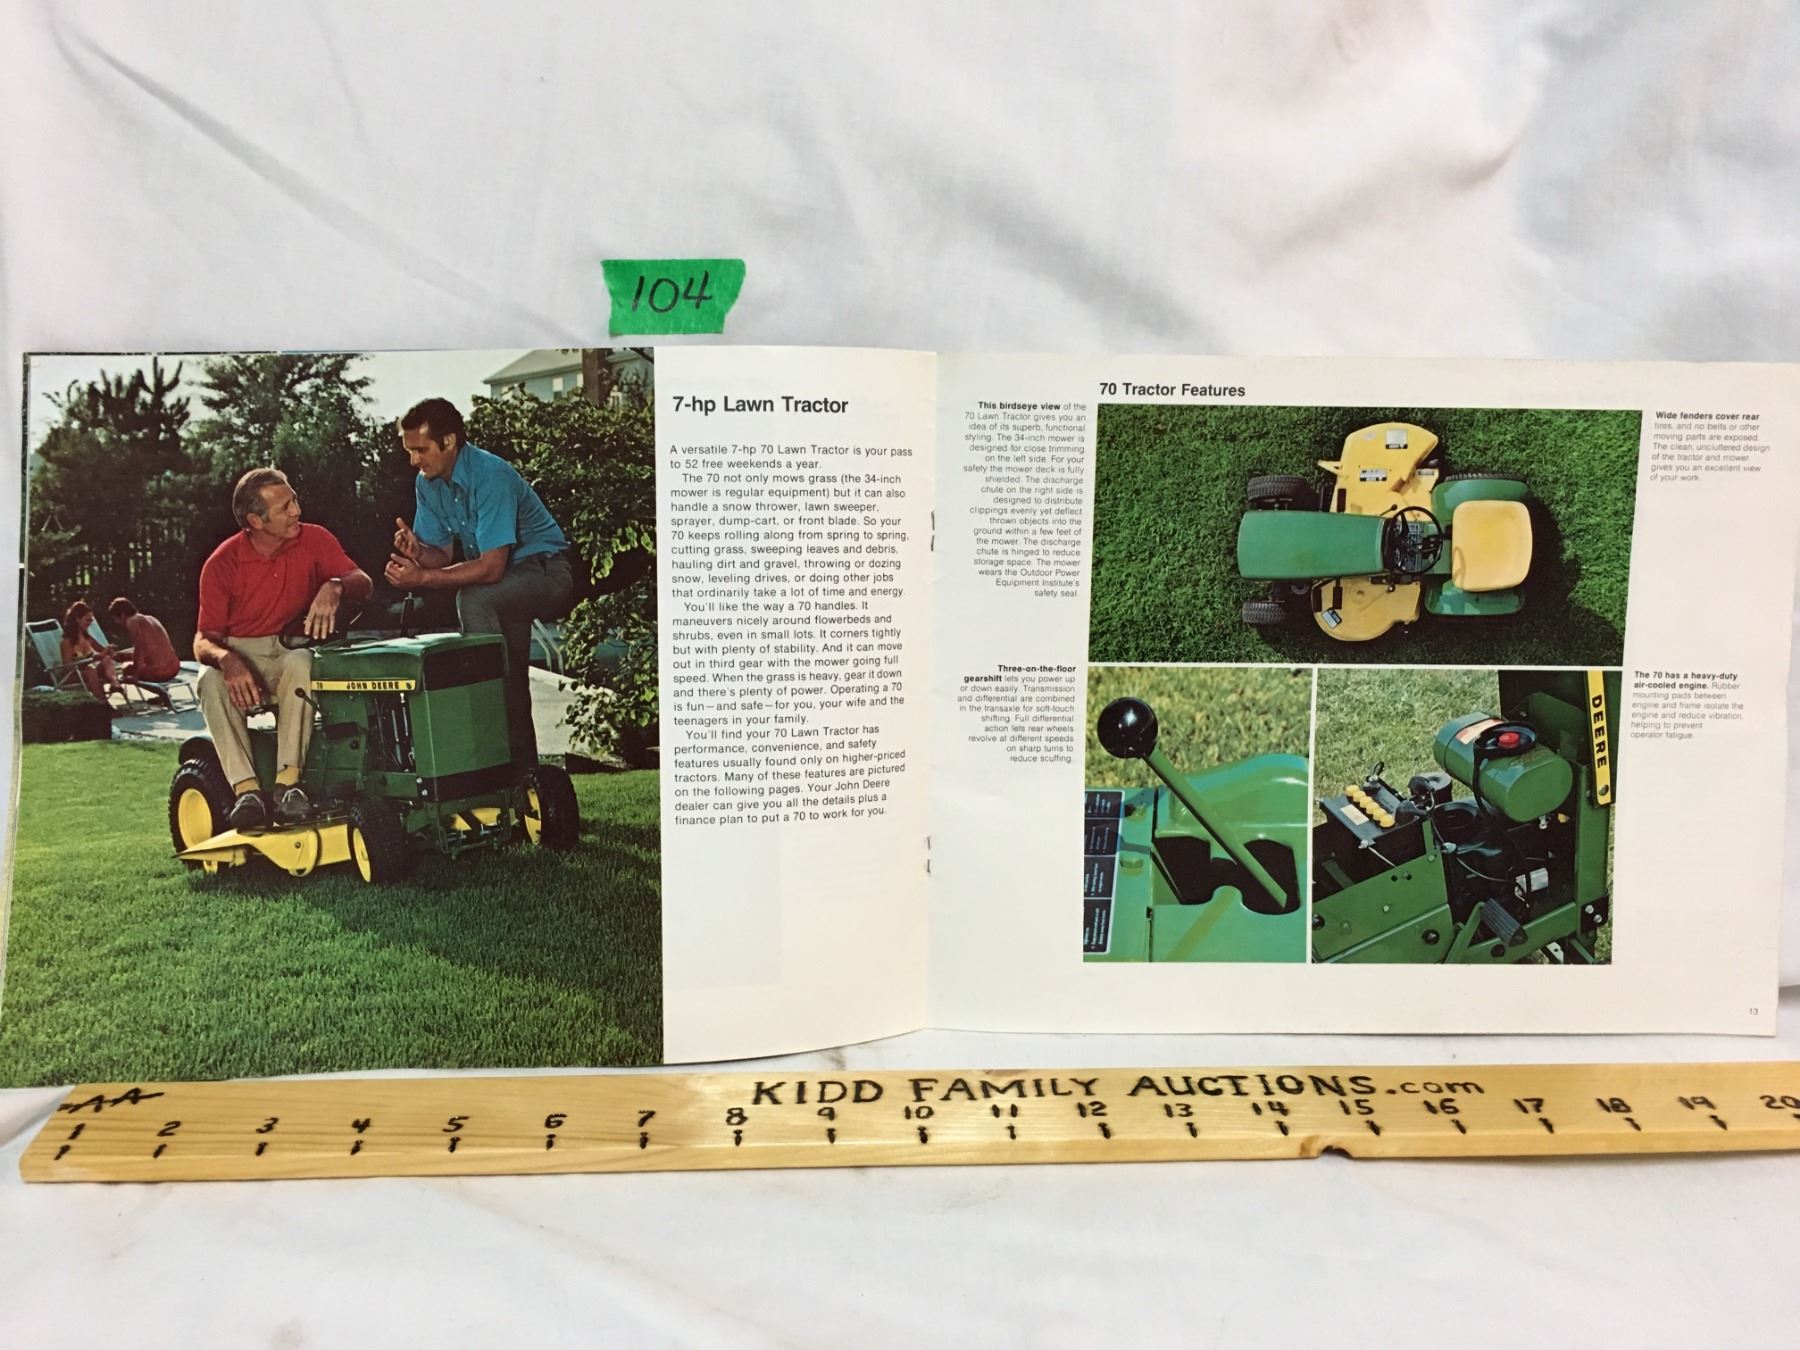 104
7-hp Lawn Tractor
A versatile 7-hp 70 Lawn Tractor is your pass
to 52 free weekends a year.
The 70 not only mows grass (the 34-inch
mower is regular equipment) but it can also
handle a snow thrower, lawn sweeper,
sprayer, dump-cart, or front blade. So your
70 keeps rolling along from spring to spring,
cutting grass, sweeping leaves and debris,
hauling dirt and gravel, throwing or dozing
snow, leveling drives, or doing other jobs
that ordinarily take a lot of time and energy.
You'll like the way a 70 handles. It
maneuvers nicely around flowerbeds and
shrubs, even in small lots. It corners tightly
but with plenty of stability. And it can move
out in third gear with the mower going full
speed. When the grass is heavy, gear it down
and there's plenty of power. Operating a 70
is fun—and safe—for you, your wife and the
teenagers in your family.
You'll find your 70 Lawn Tractor has
performance, convenience, and safety
features usually found only on higher-priced
tractors. Many of these features are pictured
on the following pages. Your John Deere
dealer can give you all the details plus a
finance plan to put a 70 to work for you.
70 JOHN DEERE
70 Tractor Features
This birdseye view of the
70 Lawn Tractor gives you an
idea of its superb, functional
styling. The 34-inch mower is
designed for close trimming
on the left side. For your
safety the mower deck is fully
shielded. The discharge
chute on the right side is
designed to distribute
clippings evenly yet deflect
thrown objects into the
ground within a few feet of
the mower. The discharge
chute is hinged to reduce
storage space. The mower
wears the Outdoor Power
Equipment Institute's
safety seal.
Wide fenders cover rear
tires, and no belts or other
moving parts are exposed.
The clean, uncluttered design
of the tractor and mower
gives you an excellent view
of your work.
Three-on-the-floor
gearshift lets you power up
or down easily. Transmission
and differential are combined
in the transaxle for soft-touch
shifting. Full differential
action lets rear wheels
revolve at different speeds
on sharp turns to
reduce scuffing.
The 70 has a heavy-duty
air-cooled engine. Rubber
mounting pads between
engine and frame isolate the
engine and reduce vibration,
helping to prevent
operator fatigue.
DEERE
13
KIDD FAMILY AUCTIONS.com
1 2 3 4 5 6 7 8 9 10 11 12 13 14 15 16 17 18 19 20